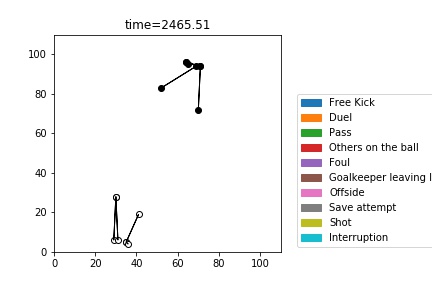 time=2465.51
100
80
60
40
20
0
0 20 40 60 80 100
Free Kick
Duel
Pass
Others on the ball
Foul
Goalkeeper leaving l
Offside
Save attempt
Shot
Interruption